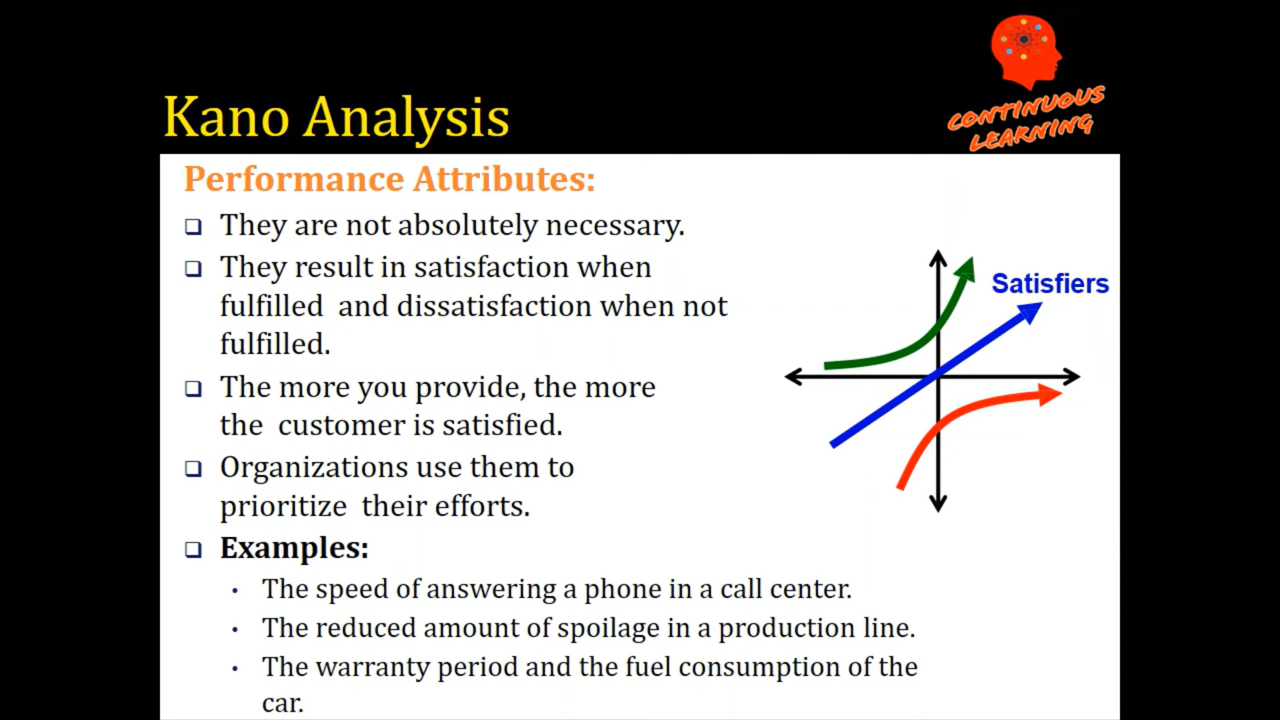 CONTINUOUS
LEARNING
Kano Analysis
Performance Attributes:
They are not absolutely necessary.
They result in satisfaction when
fulfilled and dissatisfaction when not
fulfilled.
The more you provide, the more
the customer is satisfied.
Organizations use them to
prioritize their efforts.
Examples:
The speed of answering a phone in a call center.
The reduced amount of spoilage in a production line.
The warranty period and the fuel consumption of the
car.
Satisfiers